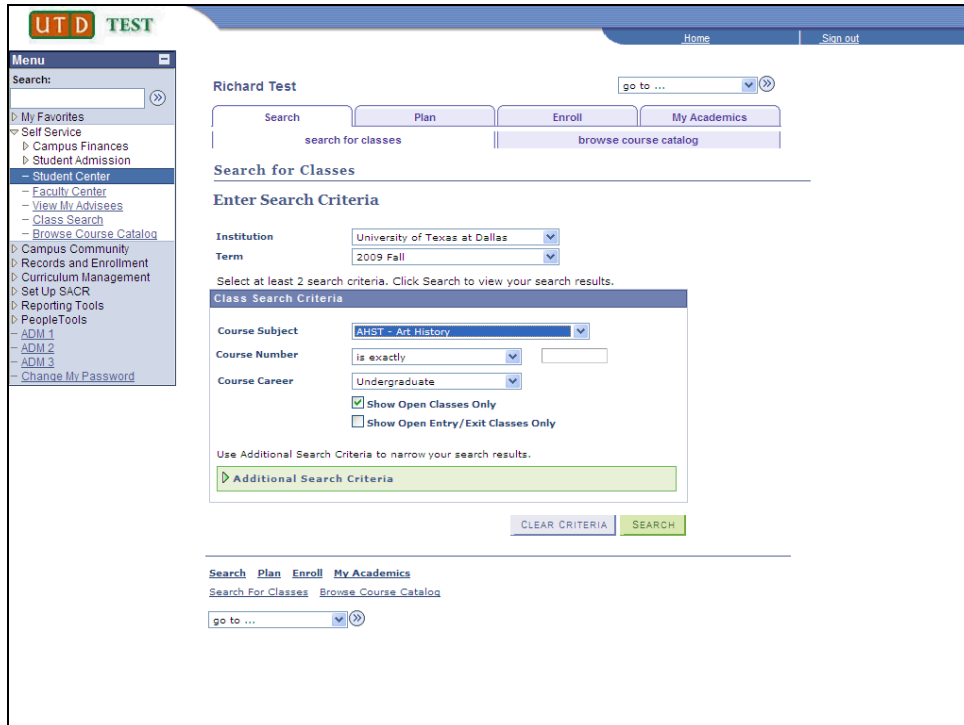 UTD TEST
Home Sign out
Menu
Search:
My Favorites
Self Service
Campus Finances
Student Admission
Student Center
Faculty Center
View My Advisees
Class Search
Browse Course Catalog
Campus Community
Records and Enrollment
Curriculum Management
Set Up SACR
Reporting Tools
PeopleTools
ADM 1
ADM 2
ADM 3
Change My Password
Richard Test
go to ...
Search Plan Enroll My Academics
search for classes browse course catalog
Search for Classes
Enter Search Criteria
Institution University of Texas at Dallas
Term 2009 Fall
Select at least 2 search criteria. Click Search to view your search results.
Class Search Criteria
Course Subject AHST - Art History
Course Number is exactly
Course Career Undergraduate
Show Open Classes Only
Show Open Entry/Exit Classes Only
Use Additional Search Criteria to narrow your search results.
Additional Search Criteria
CLEAR CRITERIA SEARCH
Search Plan Enroll My Academics
Search For Classes Browse Course Catalog
go to ...